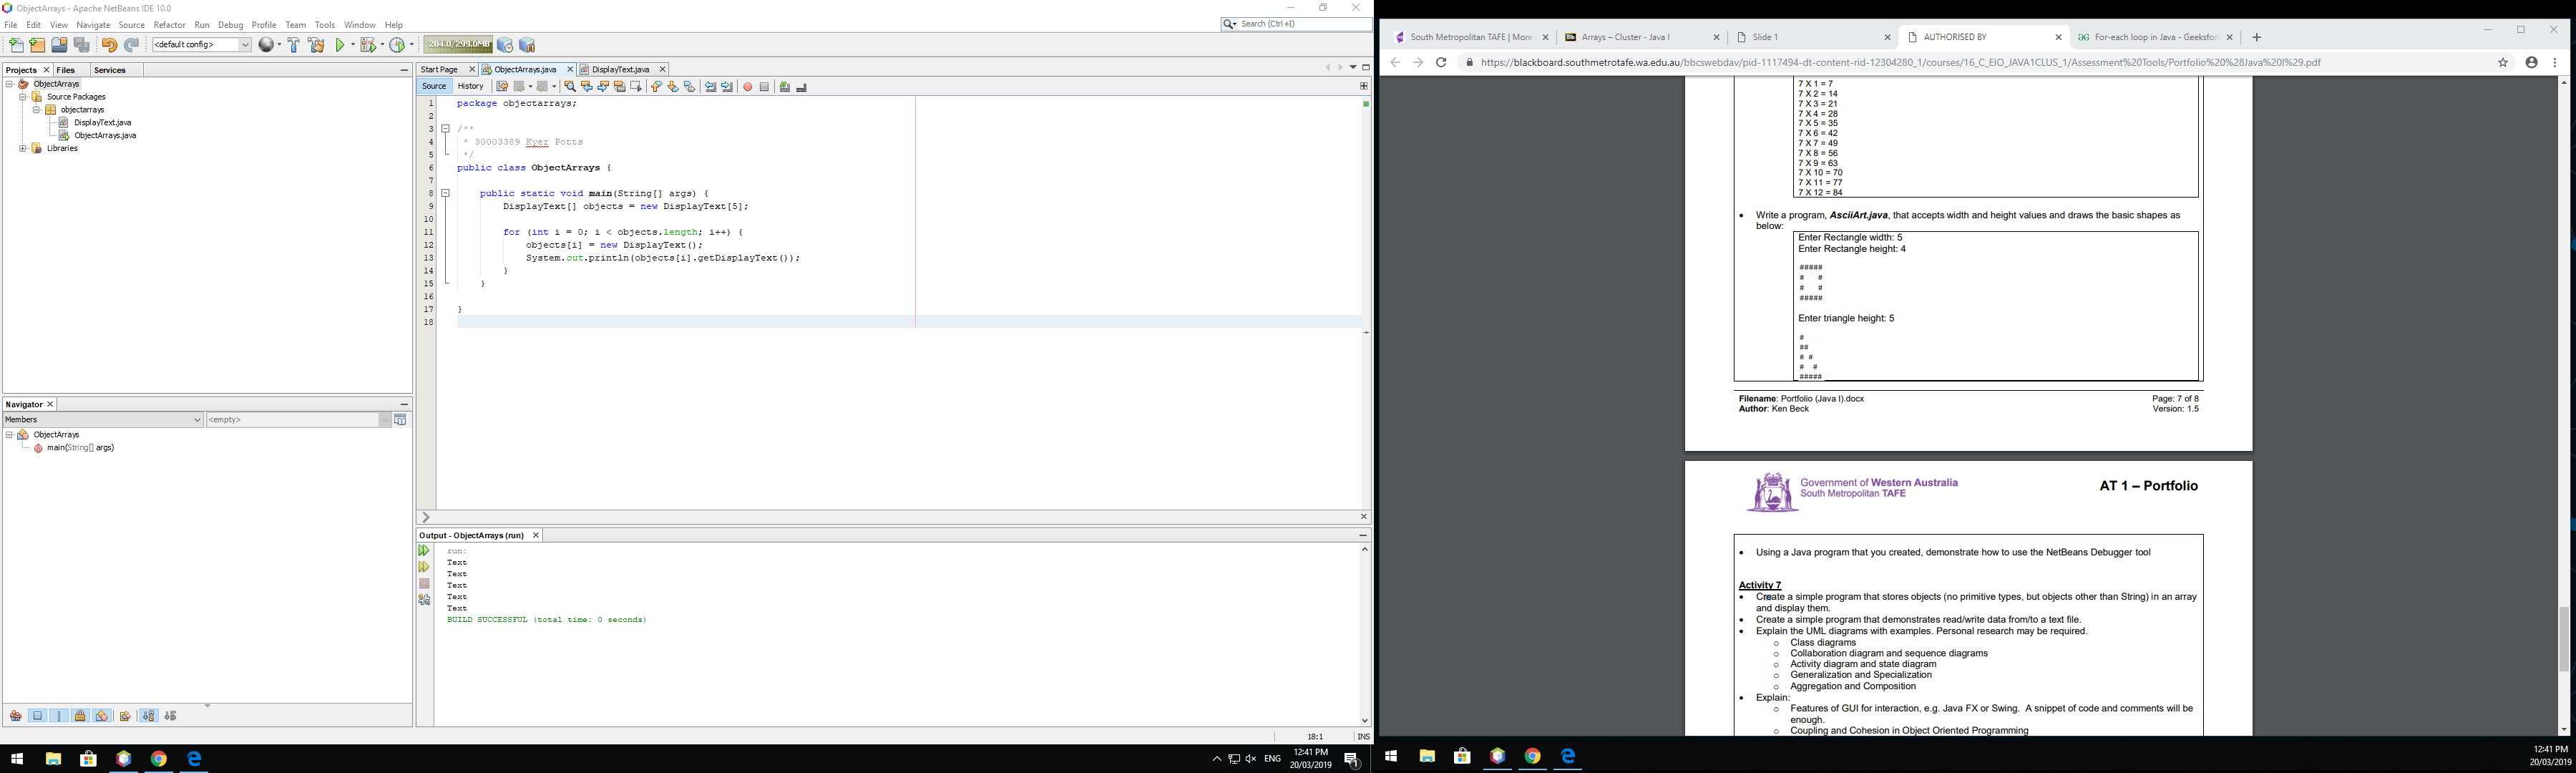 ObjectArrays - Apache NetBeans IDE 10.0
File Edit View Navigate Source Refactor Run Debug Profile Team Tools Window Help
Search (Ctrl+I)
<default config>
204.0/299.0MB
Projects Files Services
ObjectArrays
Source Packages
objectarrays
DisplayText.java
ObjectArrays.java
Libraries
Navigator
Members
<empty>
ObjectArrays
main(String[] args)
Start Page ObjectArrays.java DisplayText.java
Source History
1 package objectarrays;
2
3 /**
4 * 30003389 Kyer Potts
5 */
6 public class ObjectArrays {
7
8 public static void main(String[] args) {
9 DisplayText[] objects = new DisplayText[5];
10
11 for (int i = 0; i < objects.length; i++) {
12 objects[i] = new DisplayText();
13 System.out.println(objects[i].getDisplayText());
14 }
15 }
16
17 }
18
Output - ObjectArrays (run)
run:
Text
Text
Text
Text
Text
BUILD SUCCESSFUL (total time: 0 seconds)
18:1 INS
ENG
12:41 PM
20/03/2019
1
South Metropolitan TAFE | More
Arrays – Cluster - Java I
Slide 1
AUTHORISED BY
For-each loop in Java - Geeksfor
https://blackboard.southmetrotafe.wa.edu.au/bbcswebdav/pid-1117494-dt-content-rid-12304280_1/courses/16_C_EIO_JAVA1CLUS_1/Assessment%20Tools/Portfolio%20%28Java%20I%29.pdf
7 X 1 = 7
7 X 2 = 14
7 X 3 = 21
7 X 4 = 28
7 X 5 = 35
7 X 6 = 42
7 X 7 = 49
7 X 8 = 56
7 X 9 = 63
7 X 10 = 70
7 X 11 = 77
7 X 12 = 84
• Write a program, AsciiArt.java, that accepts width and height values and draws the basic shapes as
below:
Enter Rectangle width: 5
Enter Rectangle height: 4
#####
#   #
#   #
#####
Enter triangle height: 5
#
##
# #
#  #
#####
Filename: Portfolio (Java I).docx
Page: 7 of 8
Author: Ken Beck
Version: 1.5
Government of Western Australia
South Metropolitan TAFE
AT 1 – Portfolio
• Using a Java program that you created, demonstrate how to use the NetBeans Debugger tool
Activity 7
• Create a simple program that stores objects (no primitive types, but objects other than String) in an array
and display them.
• Create a simple program that demonstrates read/write data from/to a text file.
• Explain the UML diagrams with examples. Personal research may be required.
o Class diagrams
o Collaboration diagram and sequence diagrams
o Activity diagram and state diagram
o Generalization and Specialization
o Aggregation and Composition
• Explain:
o Features of GUI for interaction, e.g. Java FX or Swing. A snippet of code and comments will be
enough.
o Coupling and Cohesion in Object Oriented Programming
12:41 PM
20/03/2019